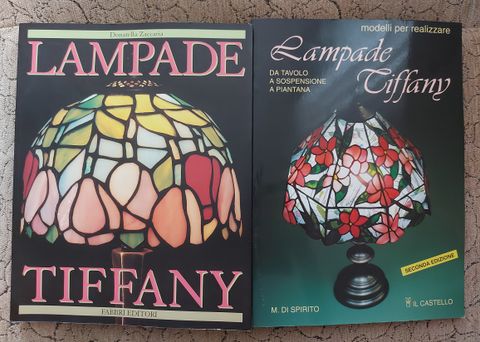 Donatella Zaccaria
LAMPADE
TIFFANY
FABBRI EDITORI
modelli per realizzare
Lampade
Tiffany
DA TAVOLO
A SOSPENSIONE
A PIANTANA
SECONDA EDIZIONE
M. DI SPIRITO
IL CASTELLO